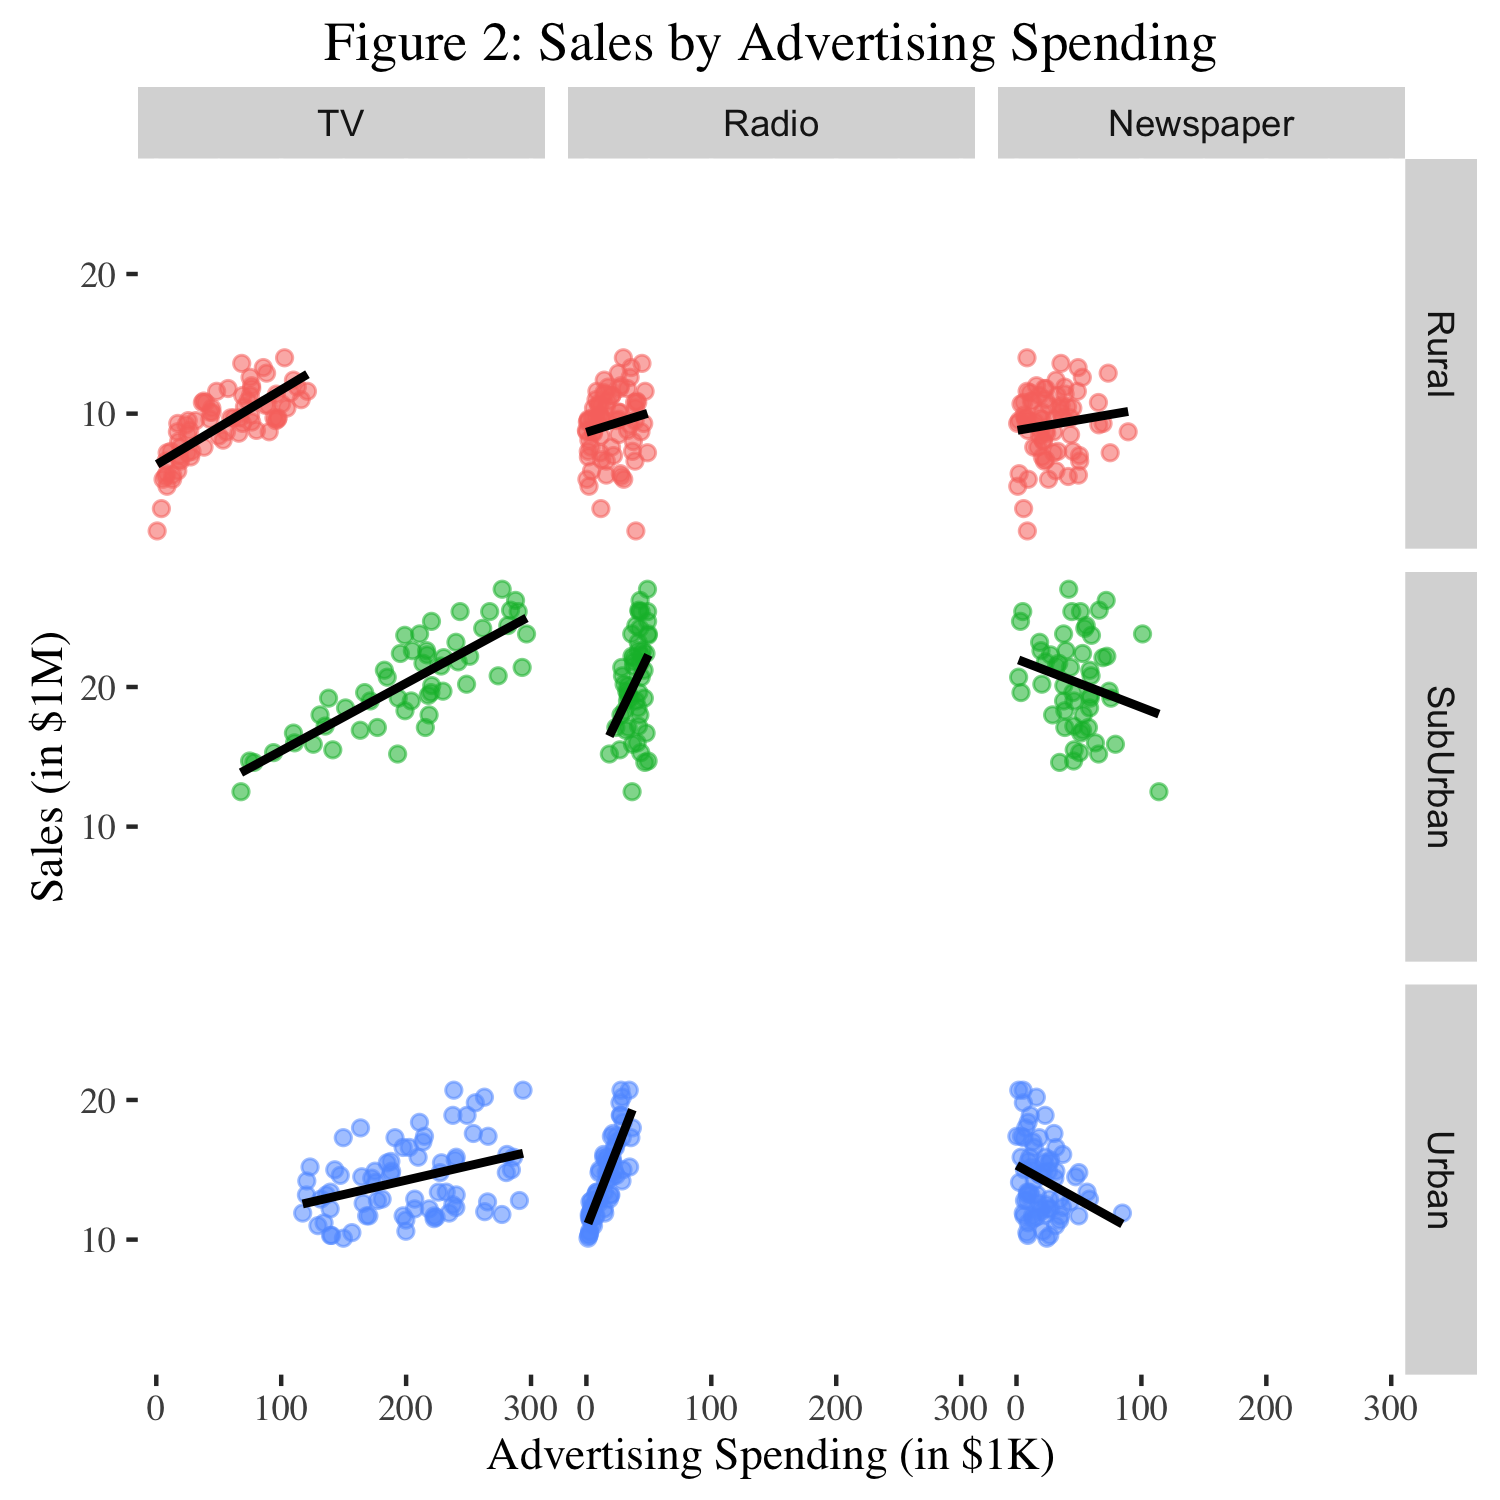 Figure 2: Sales by Advertising Spending
TV Radio Newspaper
Rural
20
10
SubUrban
20
10
Urban
20
10
Sales (in $1M)
0 100 200 300 0 100 200 300 0 100 200 300
Advertising Spending (in $1K)